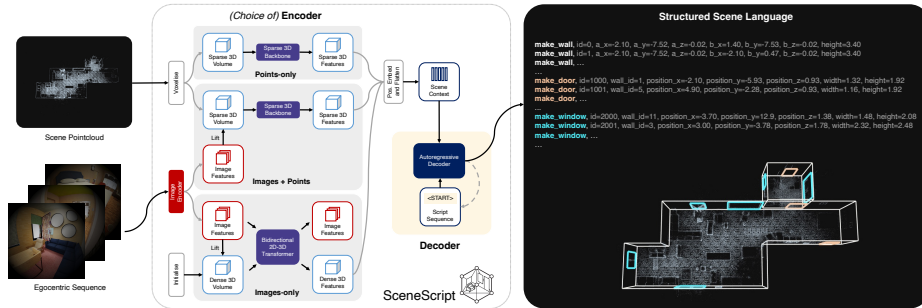 (Choice of) Encoder
Scene Pointcloud
Egocentric Sequence
Voxelise
Image Encoder
Initialise
Sparse 3D Volume
Sparse 3D Backbone
Sparse 3D Features
Points-only
Sparse 3D Volume
Sparse 3D Backbone
Sparse 3D Features
Lift
Image Features
Images + Points
Image Features
Image Features
Lift
Bidirectional 2D-3D Transformer
Dense 3D Volume
Dense 3D Features
Images-only
Pos. Embed and Flatten
Scene Context
Autoregressive Decoder
<START>
Script Sequence
Decoder
SceneScript
Structured Scene Language
make_wall, id=0, a_x=-2.10, a_y=-7.52, a_z=-0.02, b_x=1.40, b_y=-7.53, b_z=-0.02, height=3.40
make_wall, id=1, a_x=-2.10, a_y=-7.52, a_z=-0.02, b_x=-2.10, b_y=0.47, b_z=-0.02, height=3.40
make_wall, ...
...
make_door, id=1000, wall_id=1, position_x=-2.10, position_y=-5.93, position_z=0.93, width=1.32, height=1.92
make_door, id=1001, wall_id=5, position_x=4.90, position_y=-2.28, position_z=0.93, width=1.16, height=1.92
make_door, ...
...
make_window, id=2000, wall_id=11, position_x=-3.70, position_y=12.9, position_z=1.38, width=1.48, height=2.08
make_window, id=2001, wall_id=3, position_x=3.00, position_y=-3.78, position_z=1.78, width=2.32, height=2.48
make_window, ...
...